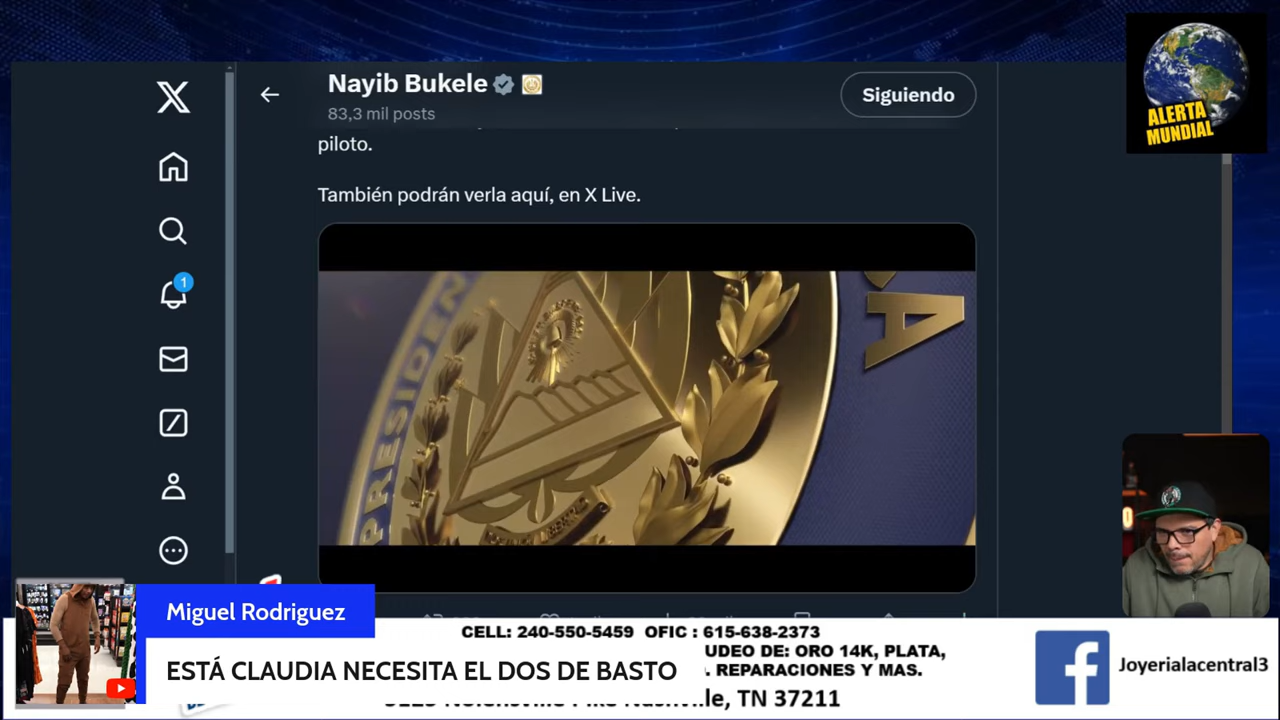 Nayib Bukele
83,3 mil posts
Siguiendo
ALERTA
MUNDIAL
piloto.
También podrán verla aquí, en X Live.
1
PRESIDEN
A
Miguel Rodriguez
ESTÁ CLAUDIA NECESITA EL DOS DE BASTO
CELL: 240-550-5459 OFIC : 615-638-2373
UDEO DE: ORO 14K, PLATA,
. REPARACIONES Y MAS.
le, TN 37211
Joyerialacentral3